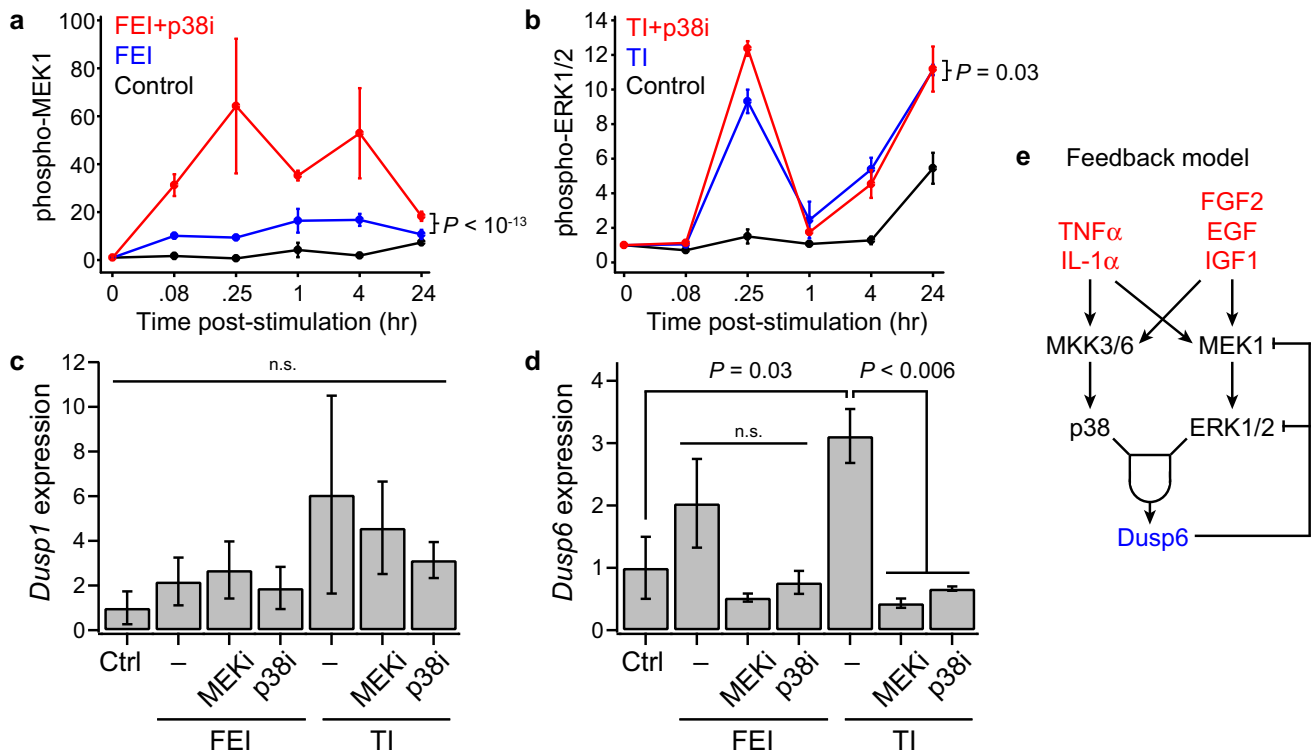 a
FEI+p38i
FEI
Control
phospho-MEK1
100
80
60
40
20
0
P < 10-13
0 .08 .25 1 4 24
Time post-stimulation (hr)
b
TI+p38i
TI
Control
phospho-ERK1/2
14
12
10
8
6
4
2
0
P = 0.03
0 .08 .25 1 4 24
Time post-stimulation (hr)
c
Dusp1 expression
12
10
8
6
4
2
0
n.s.
Ctrl – MEKi p38i – MEKi p38i
FEI TI
d
Dusp6 expression
4
3
2
1
0
P = 0.03
P < 0.006
n.s.
Ctrl – MEKi p38i – MEKi p38i
FEI TI
e Feedback model
FGF2
TNFα EGF
IL-1α IGF1
MKK3/6 MEK1
p38 ERK1/2
Dusp6